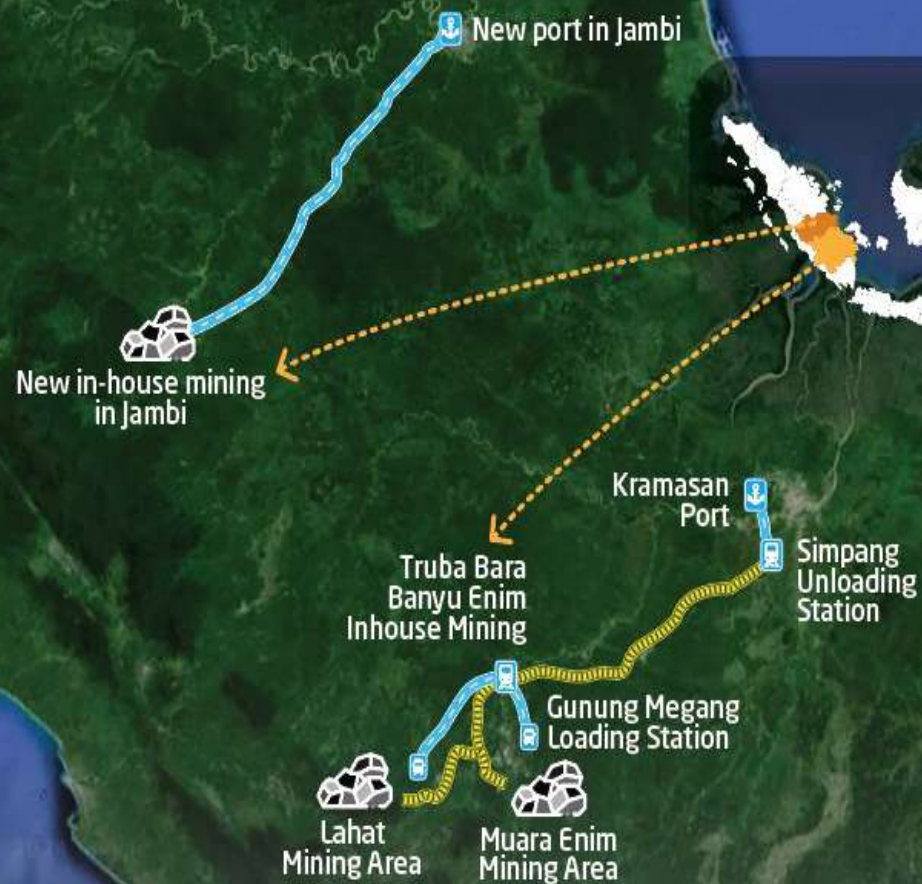 New port in Jambi
New in-house mining
in Jambi
Kramasan
Port
Simpang
Unloading
Station
Truba Bara
Banyu Enim
Inhouse Mining
Gunung Megang
Loading Station
Lahat
Mining Area
Muara Enim
Mining Area